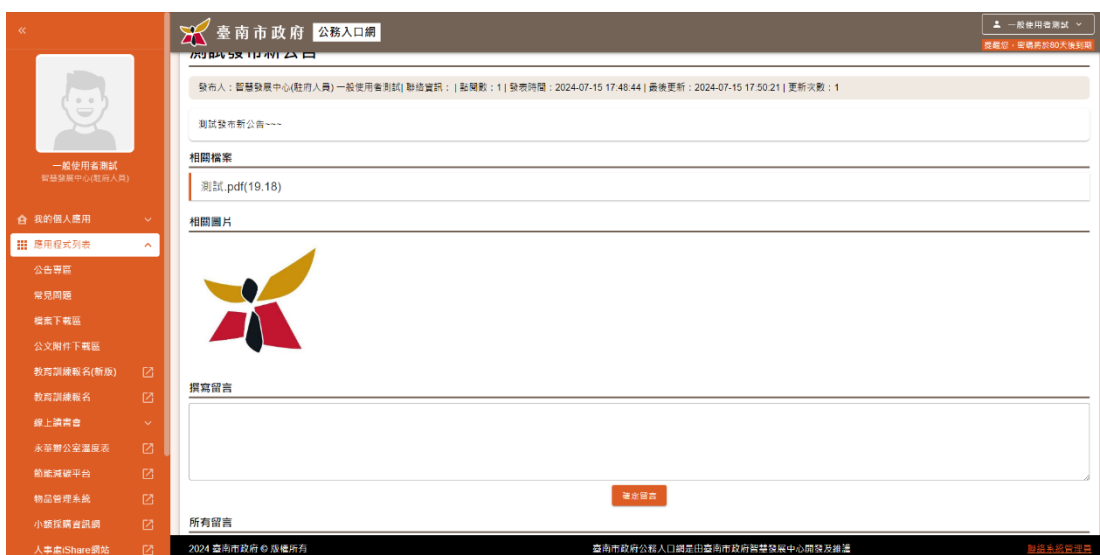 «
臺南市政府 公務入口網
一般使用者測試
提醒您，密碼將於80天後到期
測試發布新公告
發布人：智慧發展中心(駐府人員) 一般使用者測試| 聯絡資訊： | 點閱數：1 | 發表時間：2024-07-15 17:48:44 | 最後更新：2024-07-15 17:50:21 | 更新次數：1
測試發布新公告~~~
相關檔案
測試.pdf(19.18)
相關圖片
撰寫留言
確定留言
所有留言
一般使用者測試
智慧發展中心(駐府人員)
我的個人應用
應用程式列表
公告專區
常見問題
檔案下載區
公文附件下載區
教育訓練報名(新版)
教育訓練報名
線上讀書會
永華辦公室溫度表
節能減碳平台
物品管理系統
小額採購資訊網
人事處iShare網站
2024 臺南市政府 © 版權所有
臺南市政府公務入口網是由臺南市政府智慧發展中心開發及維護
聯絡系統管理員